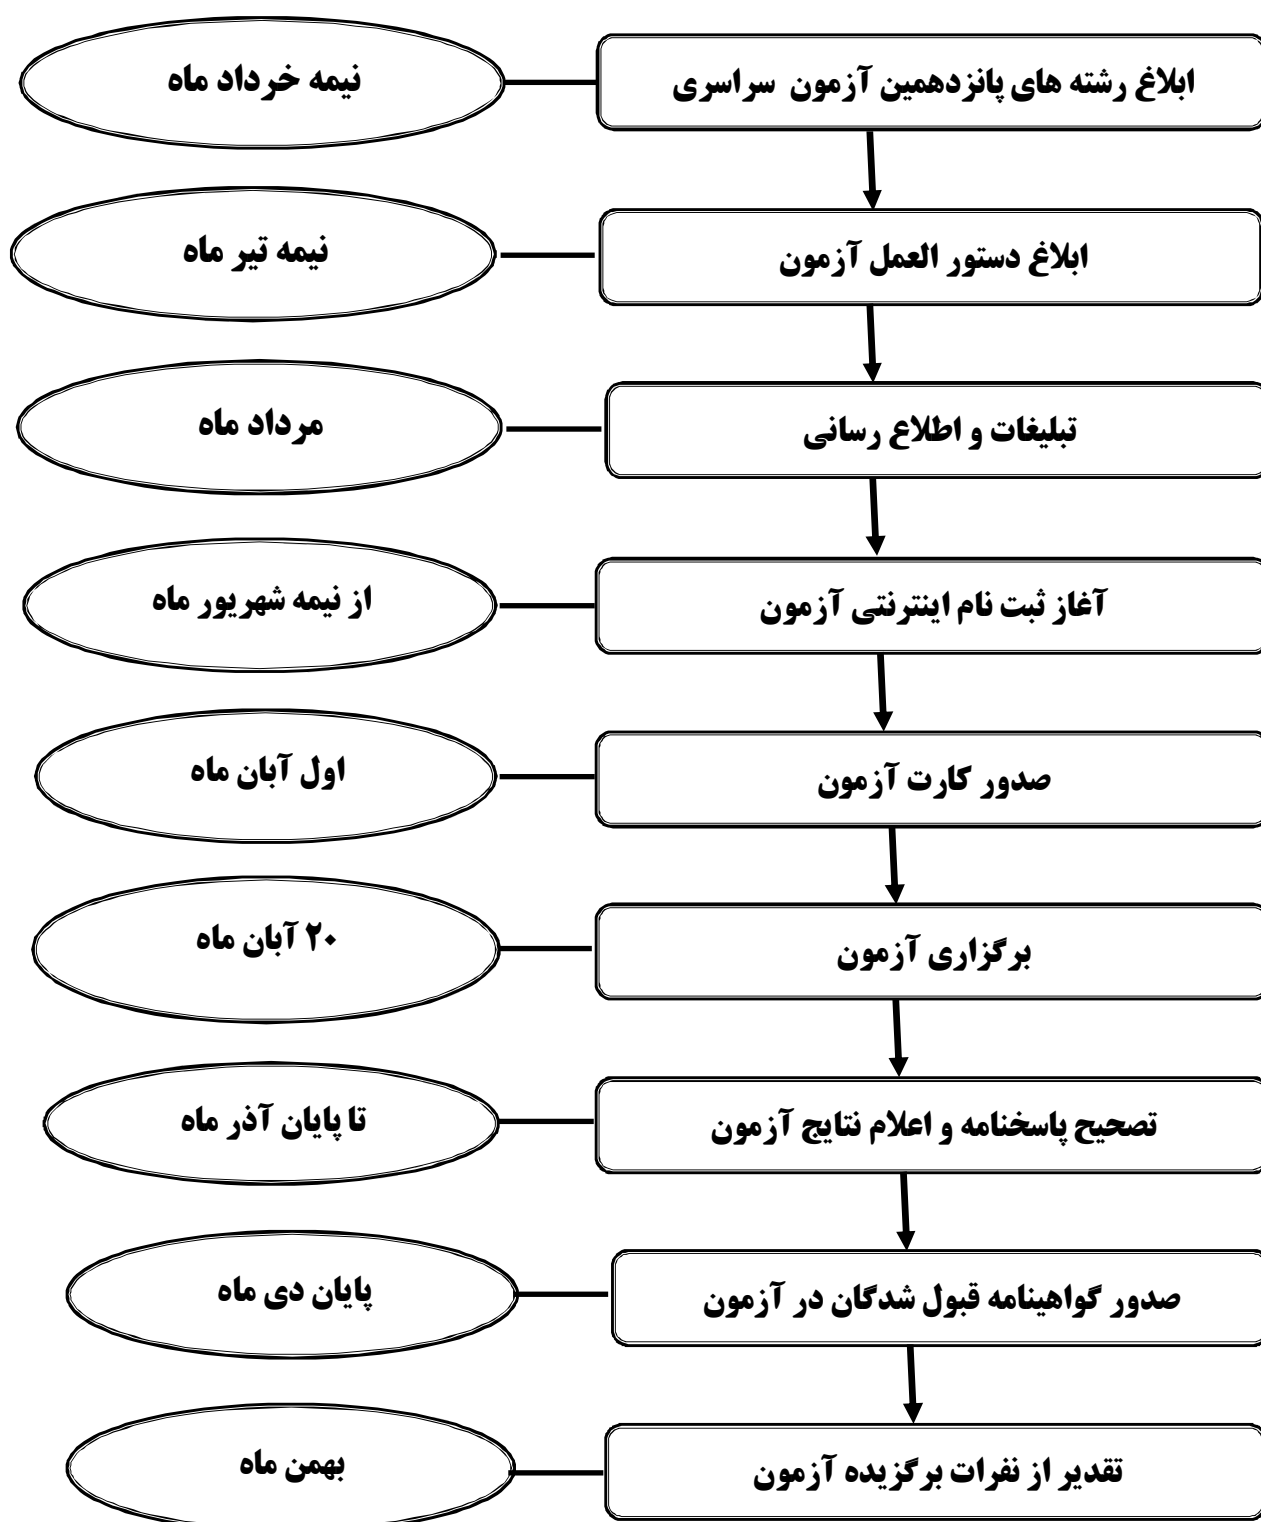 ابلاغ رشته های پانزدهمین آزمون سراسری
نیمه خرداد ماه
ابلاغ دستور العمل آزمون
نیمه تیر ماه
تبلیغات و اطلاع رسانی
مرداد ماه
آغاز ثبت نام اینترنتی آزمون
از نیمه شهریور ماه
صدور کارت آزمون
اول آبان ماه
برگزاری آزمون
۲۰ آبان ماه
تصحیح پاسخنامه و اعلام نتایج آزمون
تا پایان آذر ماه
صدور گواهینامه قبول شدگان در آزمون
پایان دی ماه
تقدیر از نفرات برگزیده آزمون
بهمن ماه